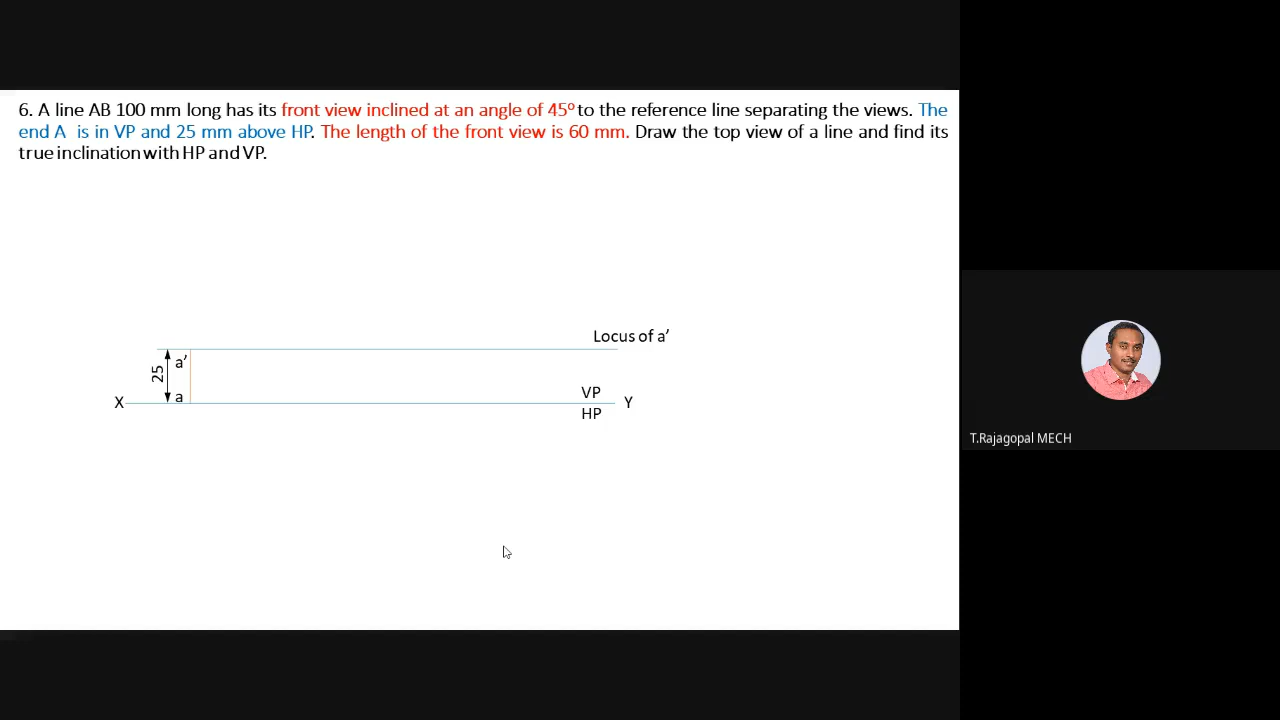 6. A line AB 100 mm long has its front view inclined at an angle of 45º to the reference line separating the views. The
end A is in VP and 25 mm above HP. The length of the front view is 60 mm. Draw the top view of a line and find its
true inclination with HP and VP.
Locus of a’
25
a’
a
X
VP
HP
Y
T.Rajagopal MECH